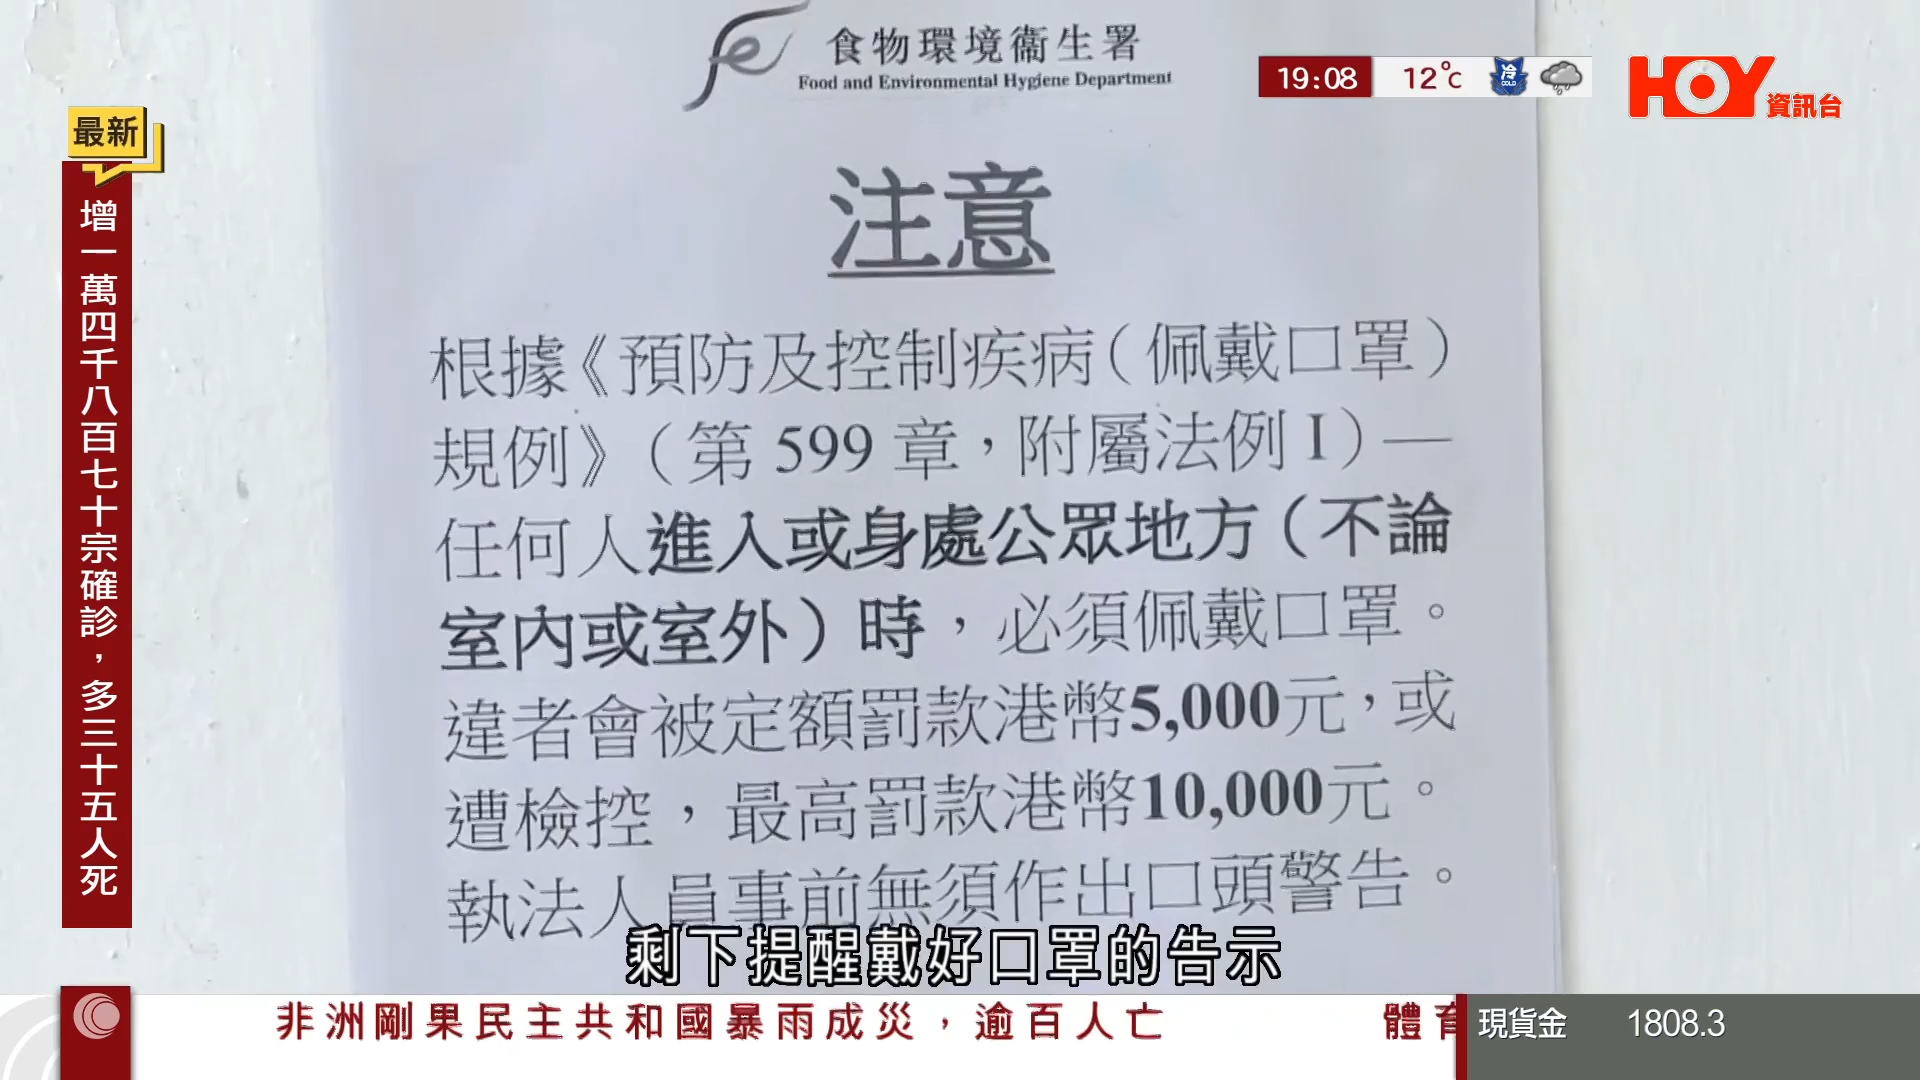 食物環境衞生署
Food and Environmental Hygiene Department
19:08
12°c
冷
COLD
HOY
資訊台
最新
增一萬四千八百七十宗確診，多三十五人死
注意
根據《預防及控制疾病（佩戴口罩）
規例》（第 599 章，附屬法例 I）—
任何人進入或身處公眾地方（不論
室內或室外）時，必須佩戴口罩。
違者會被定額罰款港幣5,000元，或
遭檢控，最高罰款港幣10,000元。
執法人員事前無須作出口頭警告。
剩下提醒戴好口罩的告示
非洲剛果民主共和國暴雨成災，逾百人亡
體育
現貨金 1808.3